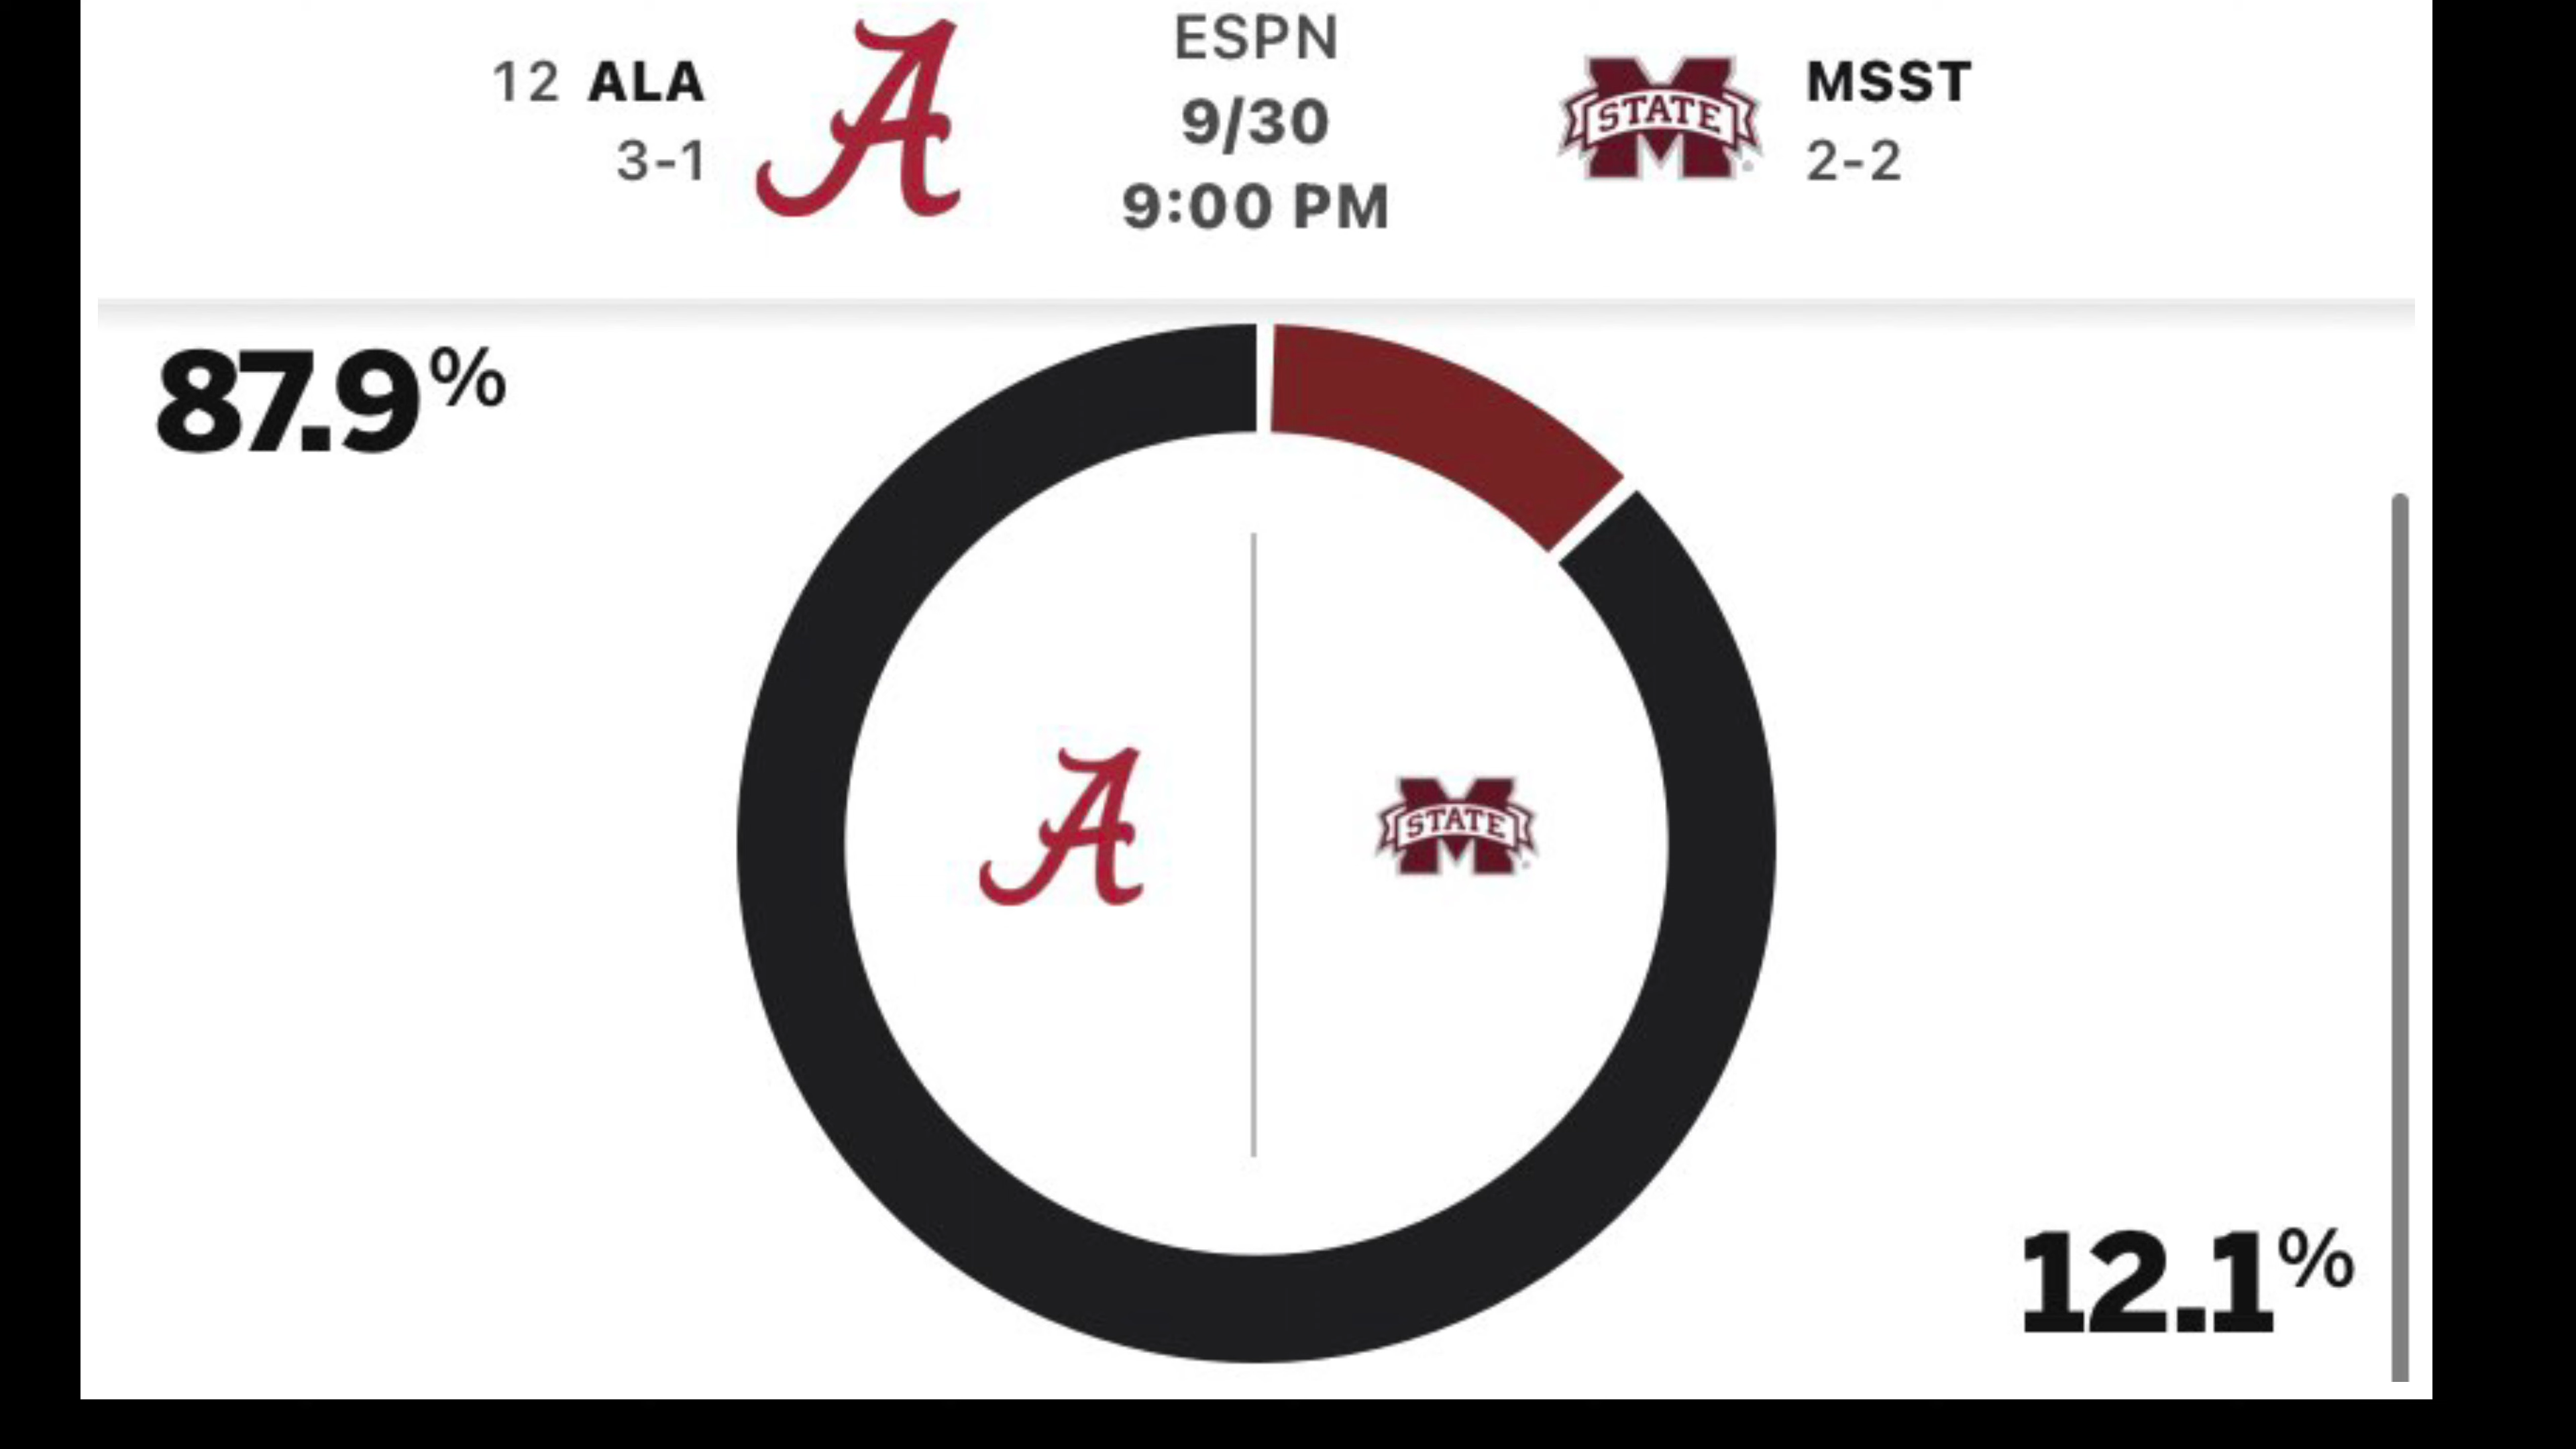 12 ALA
3-1
A
ESPN
9/30
9:00 PM
M
STATE
MSST
2-2
87.9%
A
M
STATE
12.1%